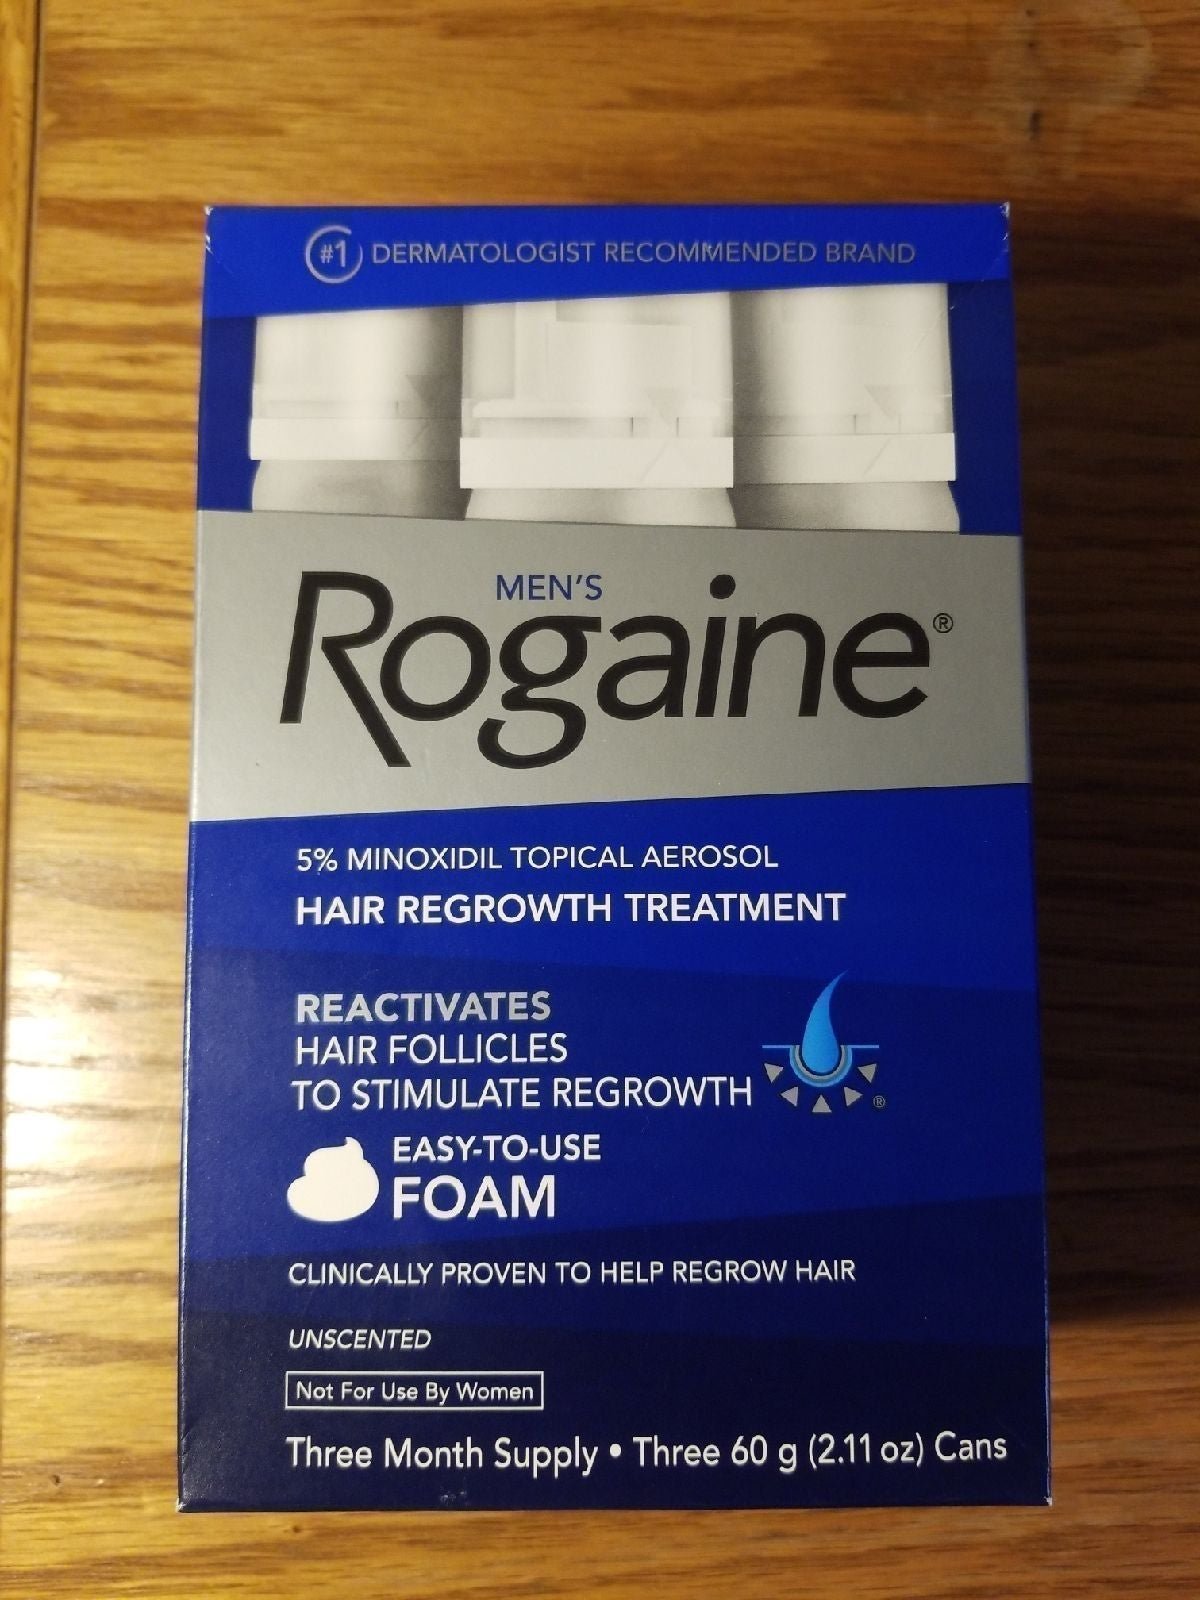 #1 DERMATOLOGIST RECOMMENDED BRAND
MEN'S
Rogaine®
5% MINOXIDIL TOPICAL AEROSOL
HAIR REGROWTH TREATMENT
REACTIVATES
HAIR FOLLICLES
TO STIMULATE REGROWTH
®
EASY-TO-USE
FOAM
CLINICALLY PROVEN TO HELP REGROW HAIR
UNSCENTED
Not For Use By Women
Three Month Supply • Three 60 g (2.11 oz) Cans